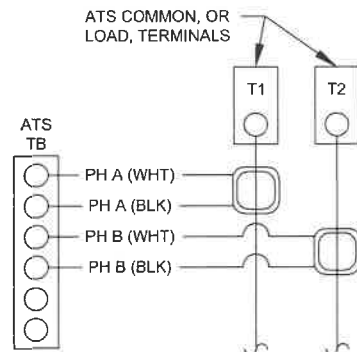 ATS COMMON, OR
LOAD, TERMINALS
T1
T2
ATS
TB
PH A (WHT)
PH A (BLK)
PH B (WHT)
PH B (BLK)